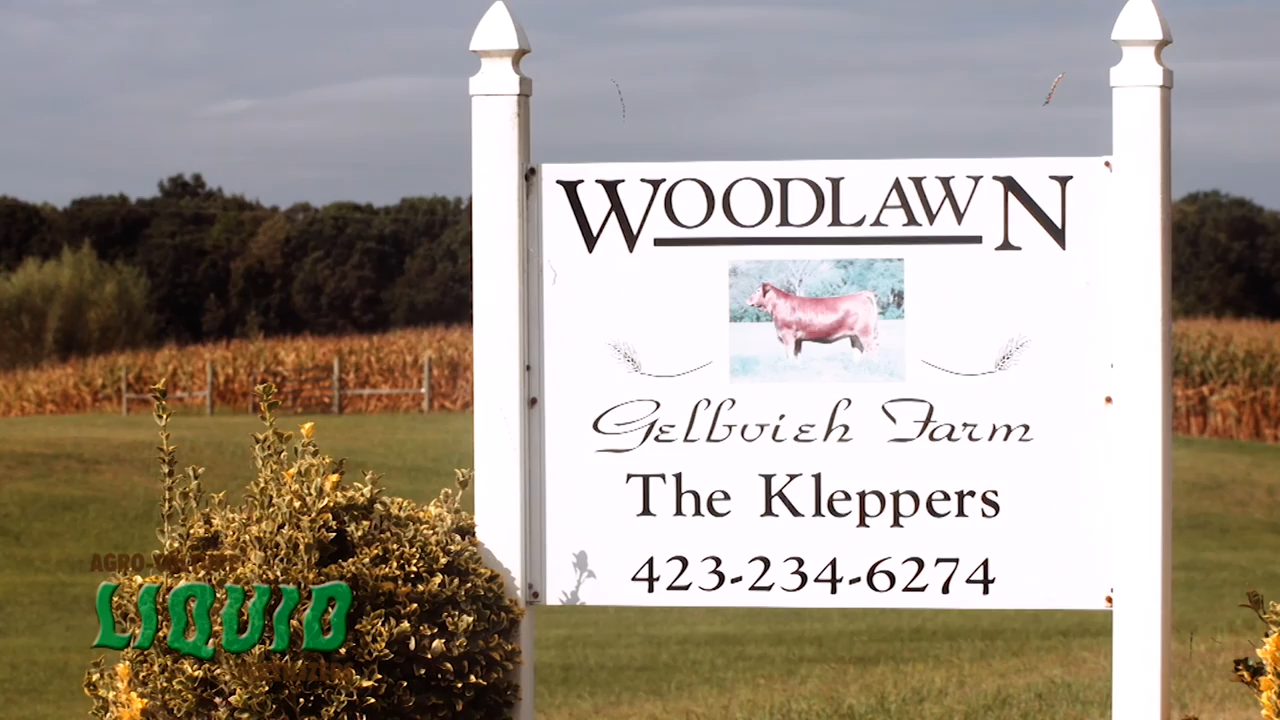 WOODLAWN
Gelbvieh Farm
The Kleppers
423-234-6274
LIQUID